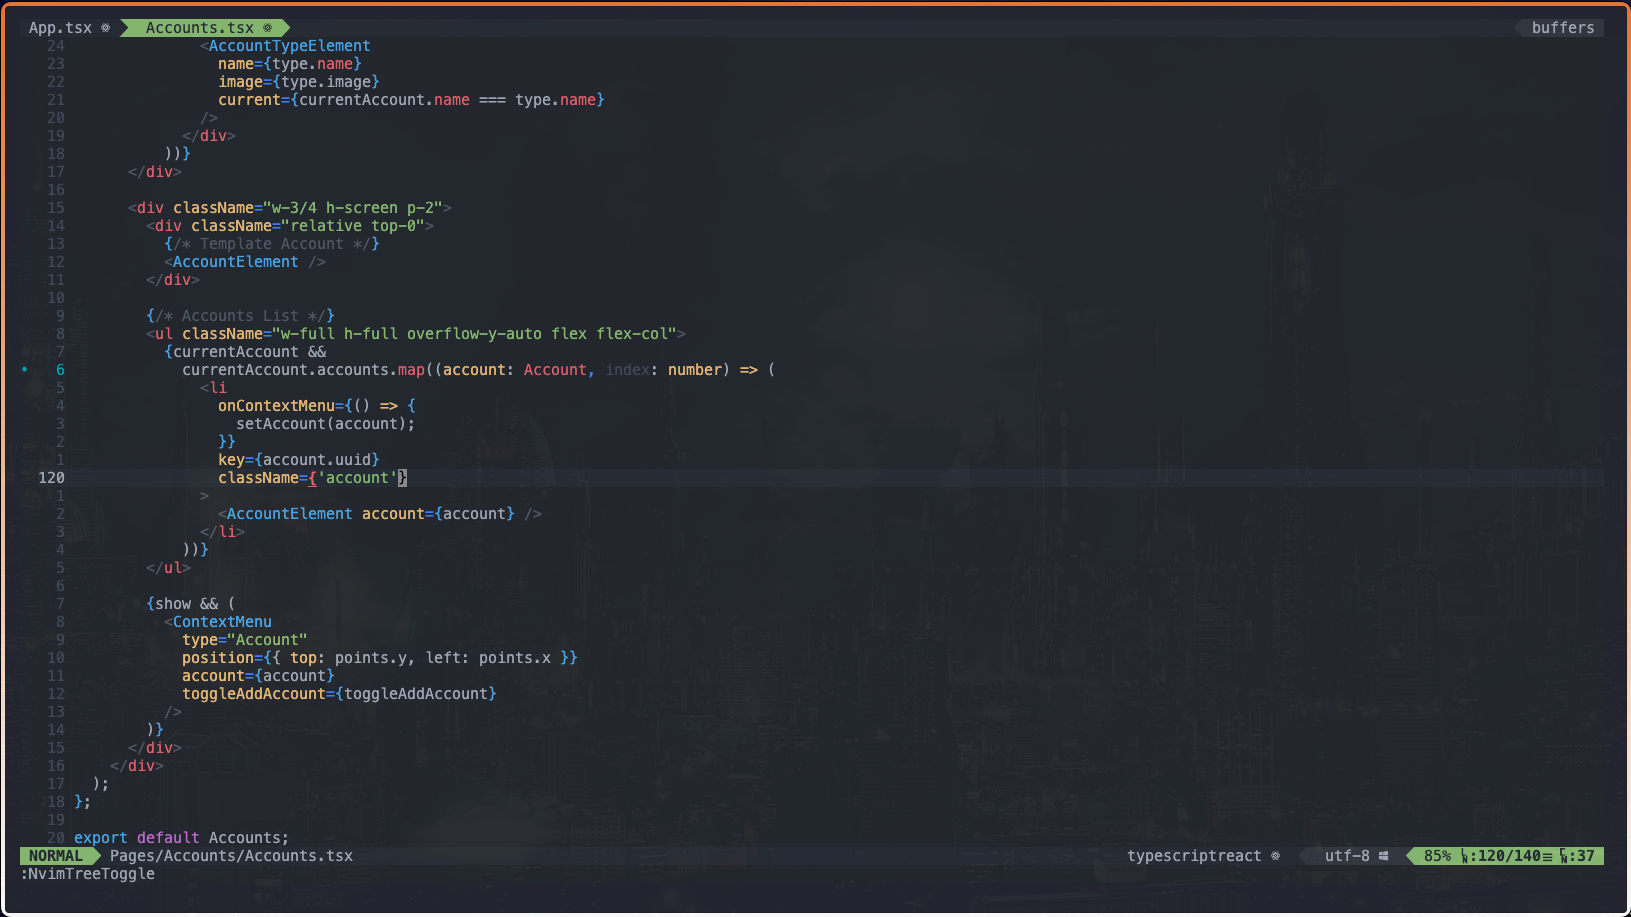 App.tsx Accounts.tsx buffers
24 <AccountTypeElement
23 name={type.name}
22 image={type.image}
21 current={currentAccount.name === type.name}
20 />
19 </div>
18 ))}
17 </div>
16
15 <div className="w-3/4 h-screen p-2">
14 <div className="relative top-0">
13 {/* Template Account */}
12 <AccountElement />
11 </div>
10
9 {/* Accounts List */}
8 <ul className="w-full h-full overflow-y-auto flex flex-col">
7 {currentAccount &&
6 currentAccount.accounts.map((account: Account, index: number) => (
5 <li
4 onContextMenu={() => {
3 setAccount(account);
2 }}
1 key={account.uuid}
120 className={'account'}
1 >
2 <AccountElement account={account} />
3 </li>
4 ))}
5 </ul>
6
7 {show && (
8 <ContextMenu
9 type="Account"
10 position={{ top: points.y, left: points.x }}
11 account={account}
12 toggleAddAccount={toggleAddAccount}
13 />
14 )}
15 </div>
16 </div>
17 );
18 };
19
20 export default Accounts;
NORMAL Pages/Accounts/Accounts.tsx typescriptreact utf-8 85% :120/140 :37
:NvimTreeToggle